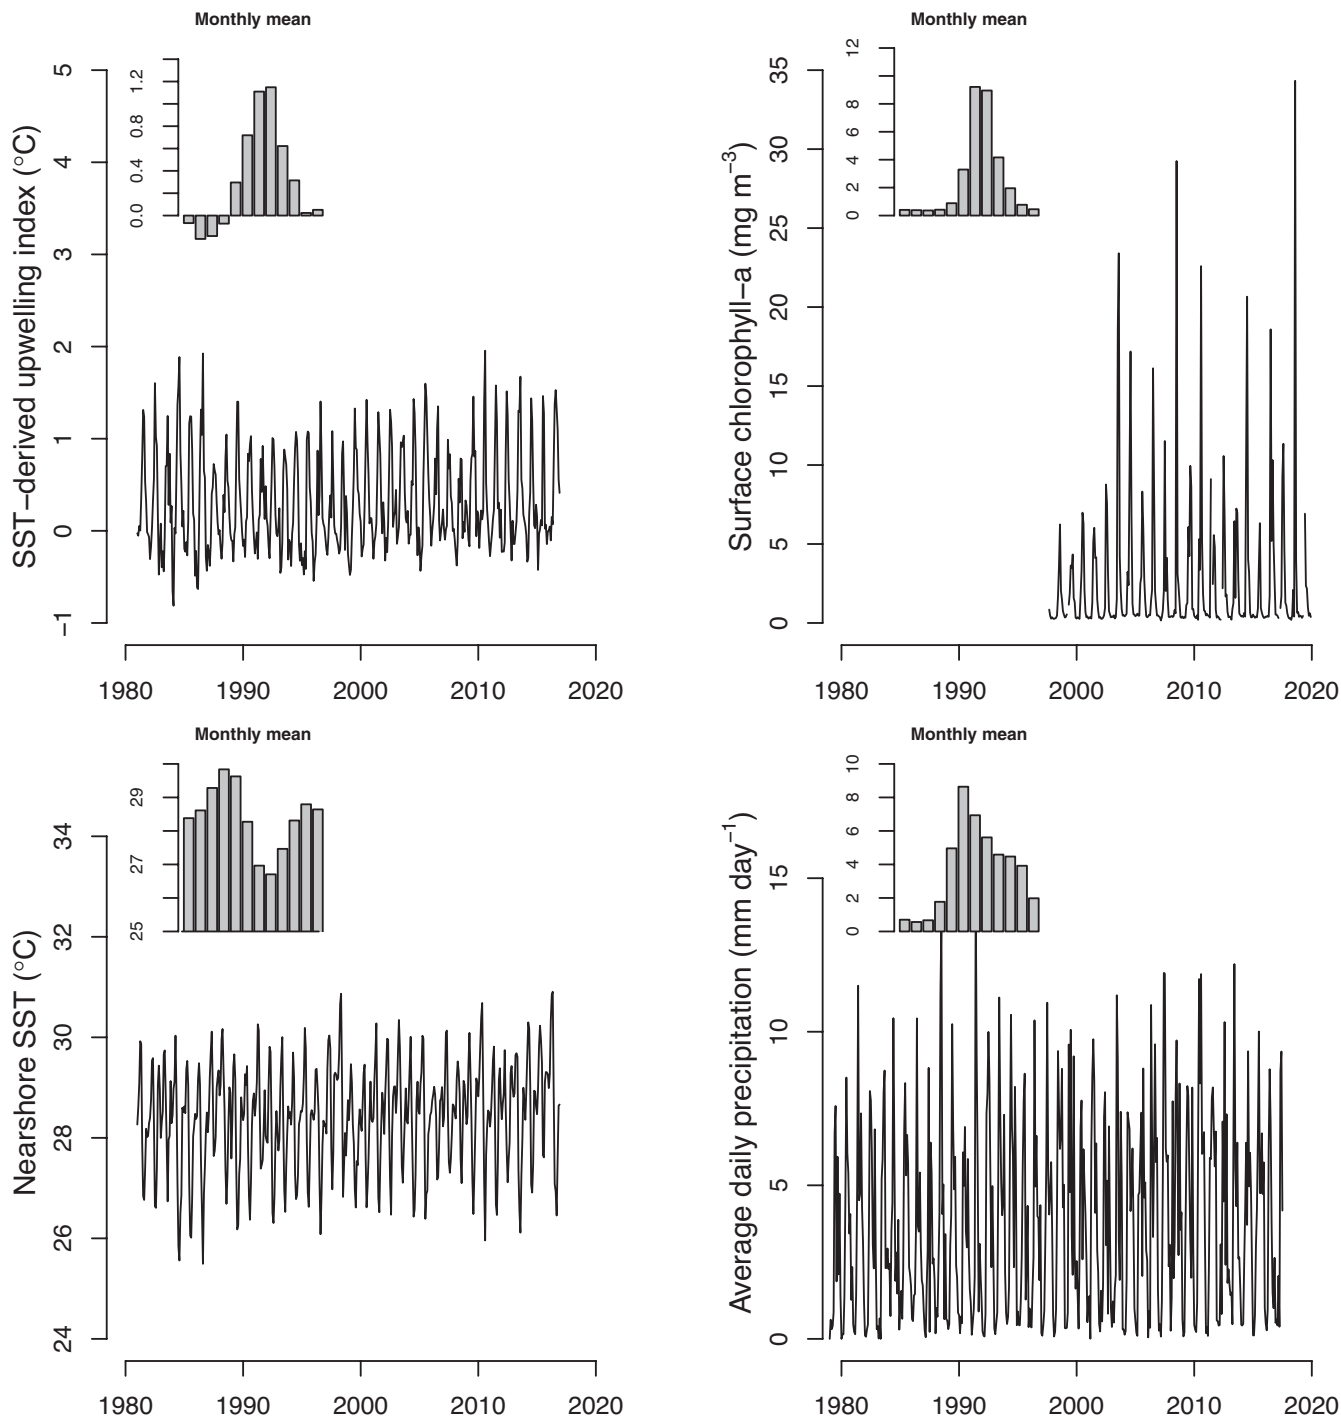 Monthly mean
SST−derived upwelling index (°C)
−1 0 1 2 3 4 5
0.0 0.4 0.8 1.2
1980 1990 2000 2010 2020
Monthly mean
Surface chlorophyll−a (mg m−3)
0 5 10 15 20 25 30 35
0 2 4 6 8 12
1980 1990 2000 2010 2020
Monthly mean
Nearshore SST (°C)
24 26 28 30 32 34
25 27 29
1980 1990 2000 2010 2020
Monthly mean
Average daily precipitation (mm day−1)
0 5 10 15
0 2 4 6 8 10
1980 1990 2000 2010 2020